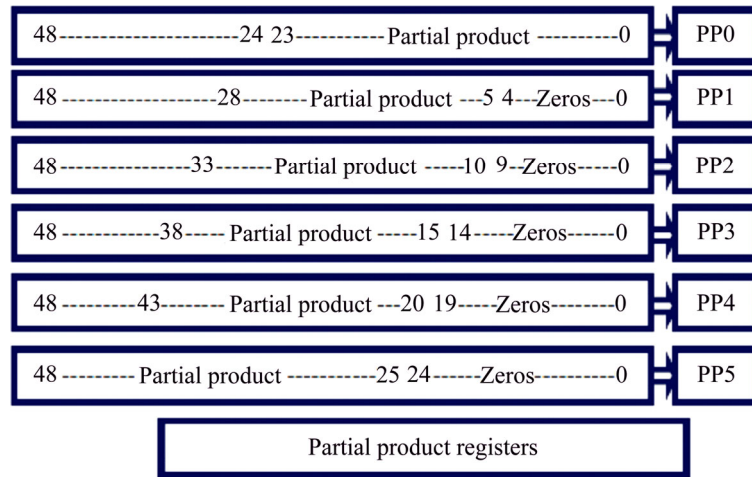 48--------------------24 23----------Partial product ----------0 PP0
48-----------------28-------Partial product ---5 4---Zeros---0 PP1
48--------------33-------Partial product -----10 9--Zeros-----0 PP2
48-----------38-----Partial product -----15 14-----Zeros------0 PP3
48---------43--------Partial product ---20 19-----Zeros-------0 PP4
48---------Partial product -----------25 24------Zeros--------0 PP5
Partial product registers